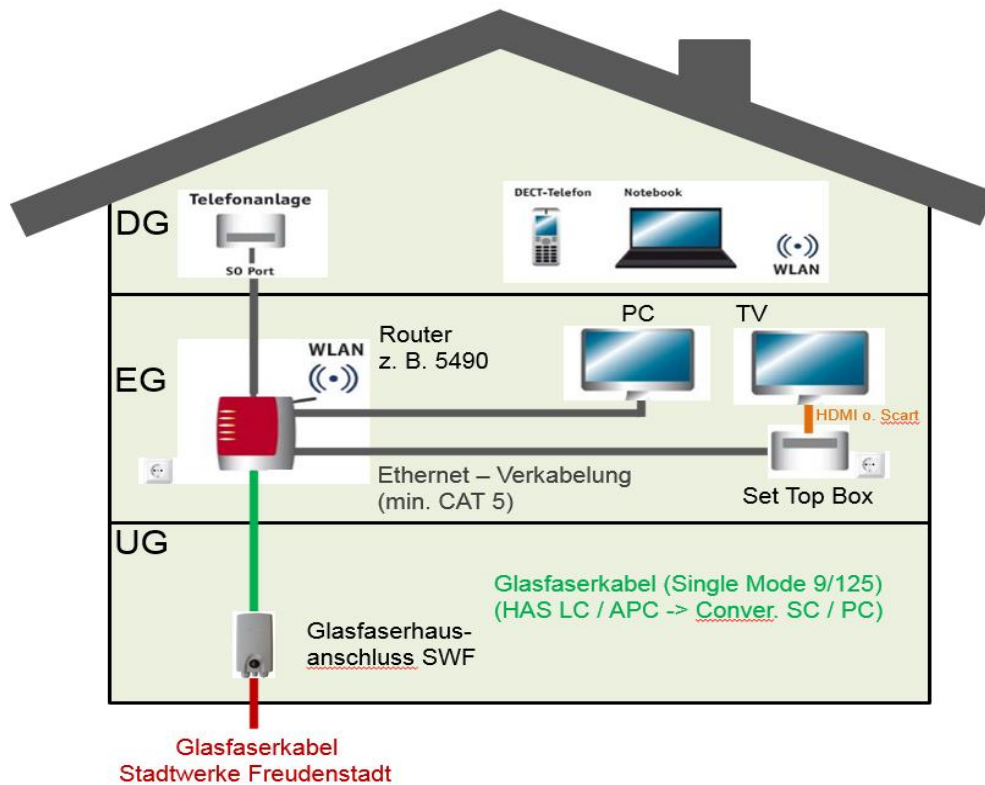 DG
Telefonanlage
SO Port
DECT-Telefon
Notebook
WLAN
EG
WLAN
Router
z. B. 5490
PC
TV
HDMI o. Scart
Ethernet – Verkabelung
(min. CAT 5)
Set Top Box
UG
Glasfaserkabel (Single Mode 9/125)
(HAS LC / APC -> Conver. SC / PC)
Glasfaserhaus-
anschluss SWF
Glasfaserkabel
Stadtwerke Freudenstadt